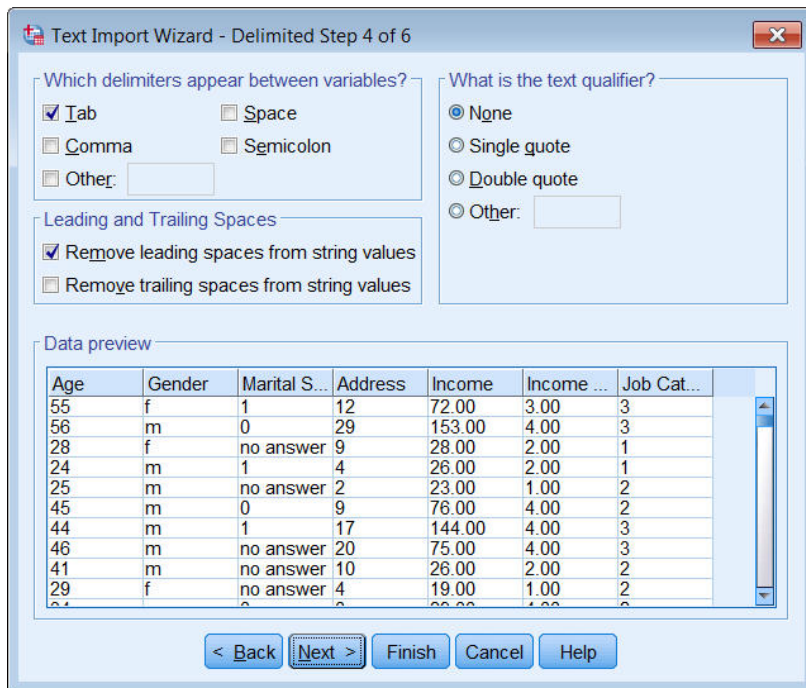 Text Import Wizard - Delimited Step 4 of 6
Which delimiters appear between variables?
Tab Space
Comma Semicolon
Other:
What is the text qualifier?
None
Single quote
Double quote
Other:
Leading and Trailing Spaces
Remove leading spaces from string values
Remove trailing spaces from string values
Data preview
Age Gender Marital S... Address Income Income ... Job Cat...
55 f 1 12 72.00 3.00 3
56 m 0 29 153.00 4.00 3
28 f no answer 9 28.00 2.00 1
24 m 1 4 26.00 2.00 1
25 m no answer 2 23.00 1.00 2
45 m 0 9 76.00 4.00 2
44 m 1 17 144.00 4.00 3
46 m no answer 20 75.00 4.00 3
41 m no answer 10 26.00 2.00 2
29 f no answer 4 19.00 1.00 2
< Back Next > Finish Cancel Help